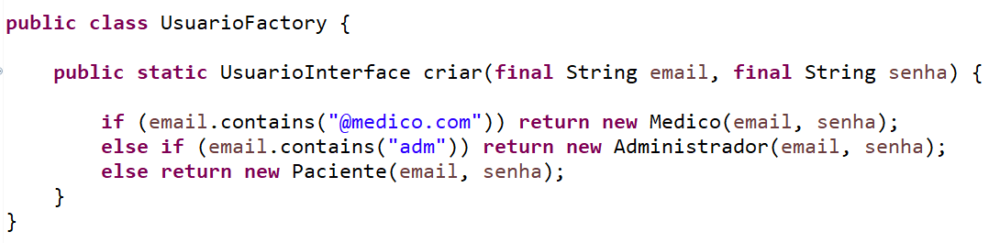 public class UsuarioFactory {
public static UsuarioInterface criar(final String email, final String senha) {
if (email.contains("@medico.com")) return new Medico(email, senha);
else if (email.contains("adm")) return new Administrador(email, senha);
else return new Paciente(email, senha);
}
}